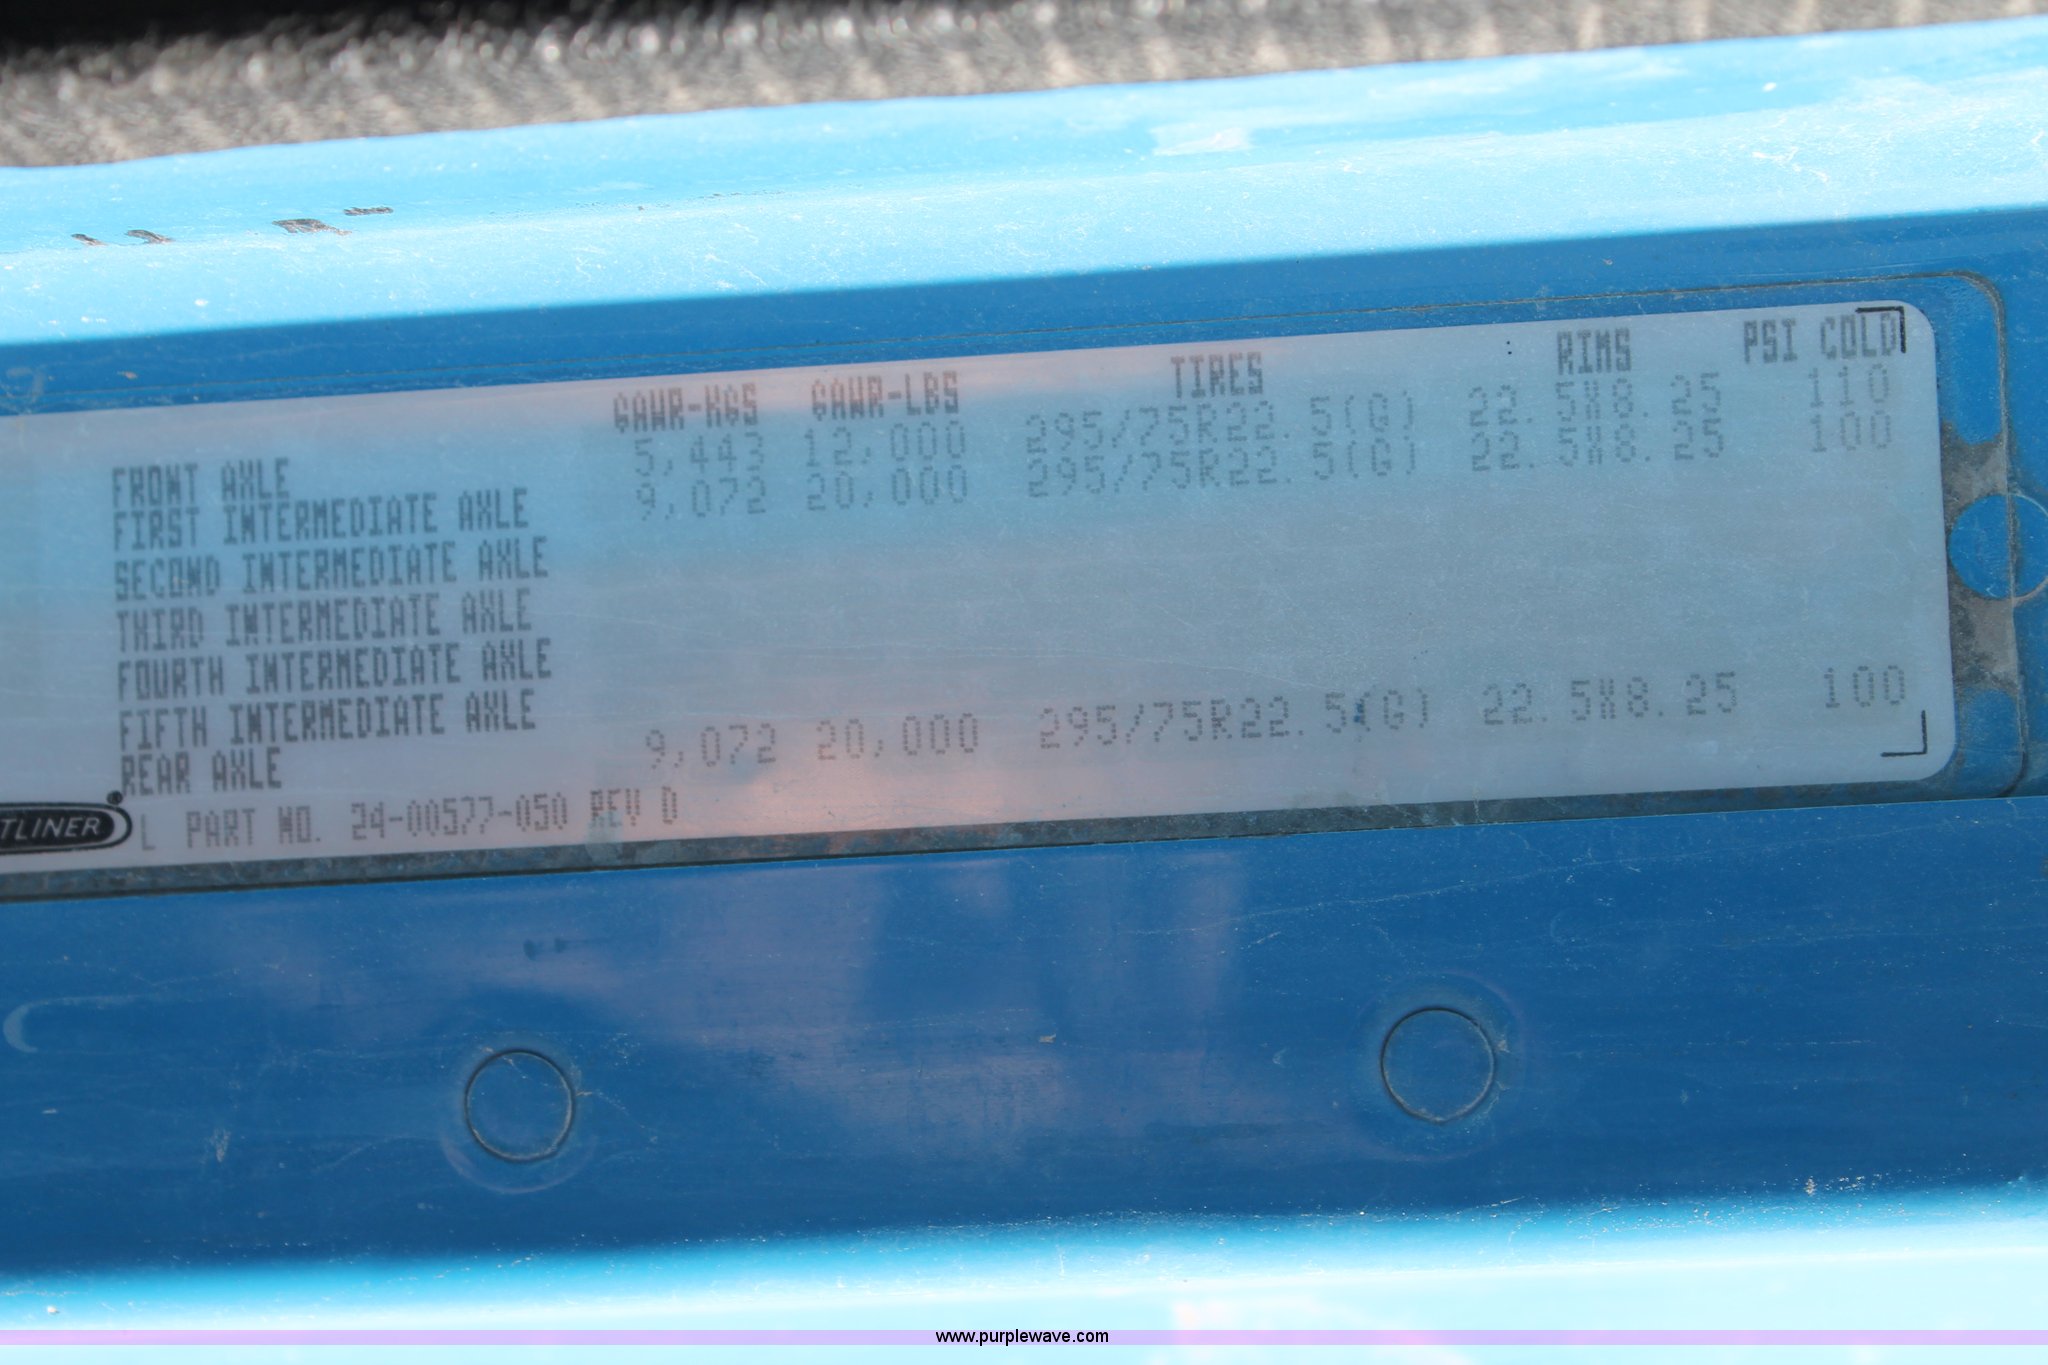 GAWR-KGS GAWR-LBS TIRES RIMS PSI COLD
FRONT AXLE 5,443 12,000 295/75R22.5(G) 22.5X8.25 110
FIRST INTERMEDIATE AXLE 9,072 20,000 295/75R22.5(G) 22.5X8.25 100
SECOND INTERMEDIATE AXLE
THIRD INTERMEDIATE AXLE
FOURTH INTERMEDIATE AXLE
FIFTH INTERMEDIATE AXLE
REAR AXLE 9,072 20,000 295/75R22.5(G) 22.5X8.25 100
TLINER L PART NO. 24-00577-050 REV D
www.purplewave.com